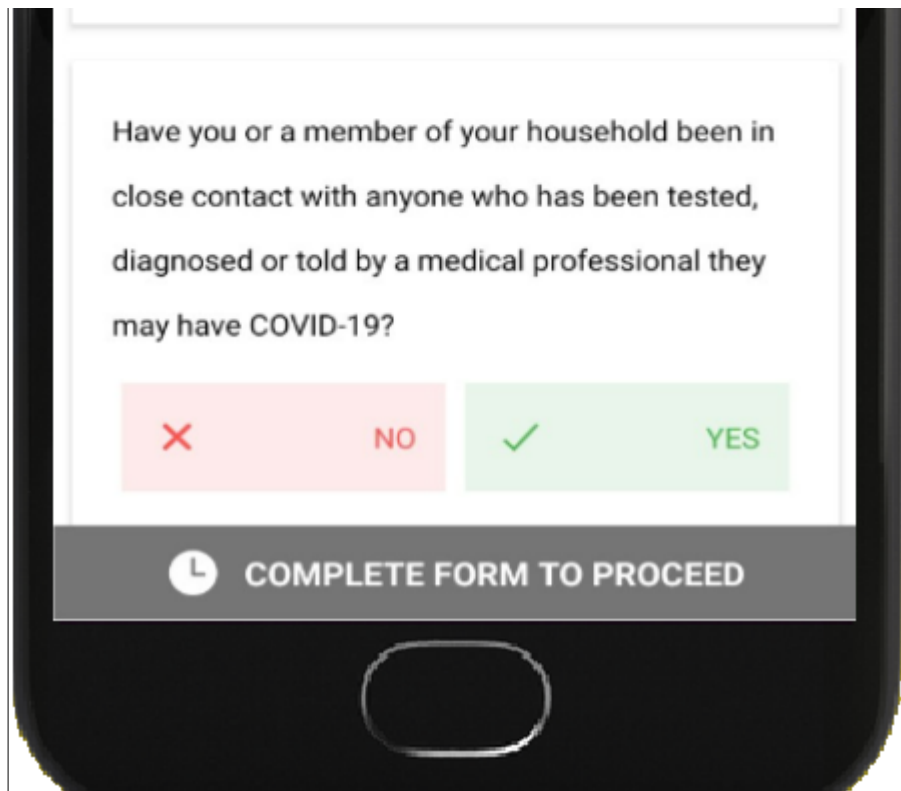 Have you or a member of your household been in
close contact with anyone who has been tested,
diagnosed or told by a medical professional they
may have COVID-19?
NO YES
COMPLETE FORM TO PROCEED